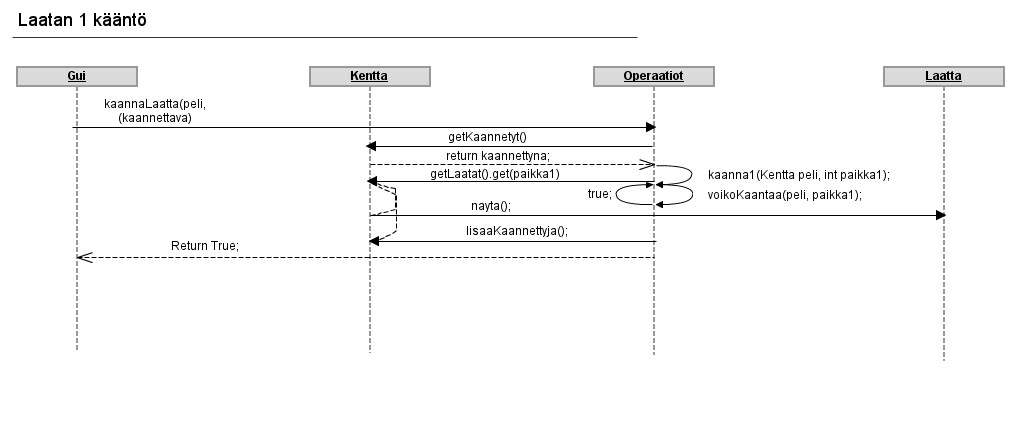 Laatan 1 kääntö
Gui
Kentta
Operaatiot
Laatta
kaannaLaatta(peli,
(kaannettava)
getKaannetyt()
return kaannettyna;
getLaatat().get(paikka1)
kaanna1(Kentta peli, int paikka1);
true;
voikoKaantaa(peli, paikka1);
nayta();
lisaaKaannettyja();
Return True;